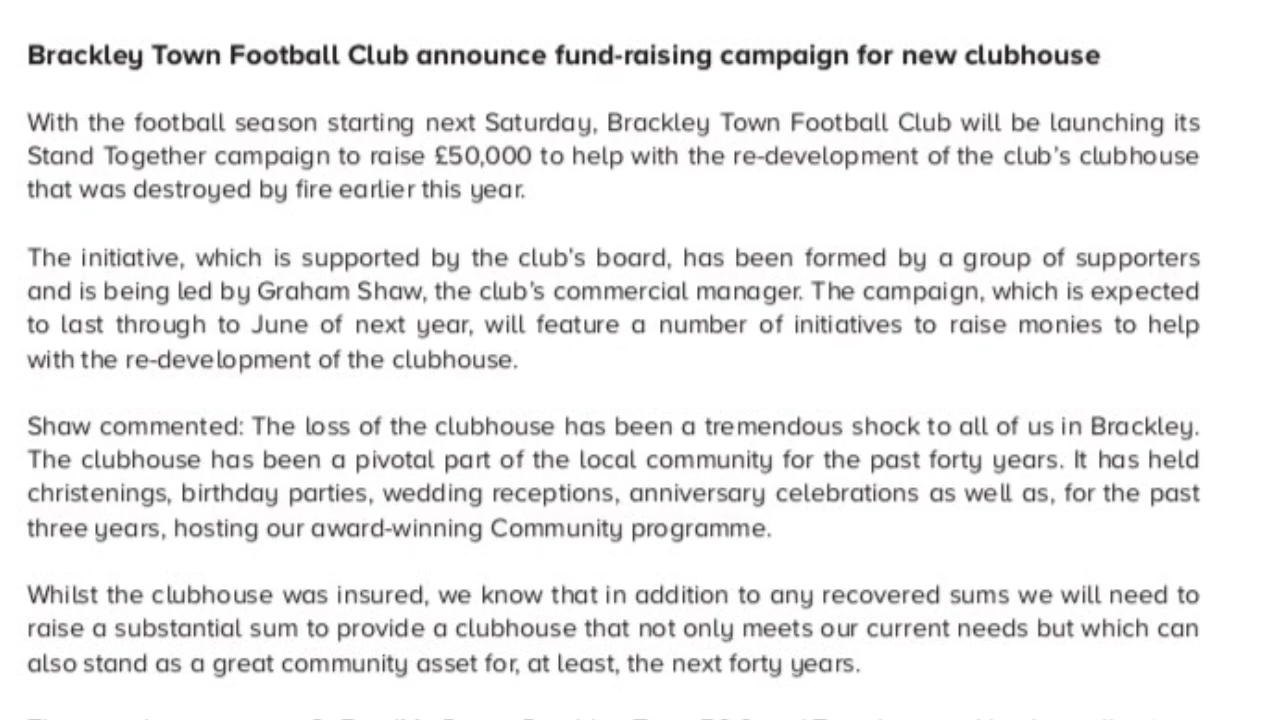 Brackley Town Football Club announce fund-raising campaign for new clubhouse
With the football season starting next Saturday, Brackley Town Football Club will be launching its
Stand Together campaign to raise £50,000 to help with the re-development of the club's clubhouse
that was destroyed by fire earlier this year.
The initiative, which is supported by the club's board, has been formed by a group of supporters
and is being led by Graham Shaw, the club's commercial manager. The campaign, which is expected
to last through to June of next year, will feature a number of initiatives to raise monies to help
with the re-development of the clubhouse.
Shaw commented: The loss of the clubhouse has been a tremendous shock to all of us in Brackley.
The clubhouse has been a pivotal part of the local community for the past forty years. It has held
christenings, birthday parties, wedding receptions, anniversary celebrations as well as, for the past
three years, hosting our award-winning Community programme.
Whilst the clubhouse was insured, we know that in addition to any recovered sums we will need to
raise a substantial sum to provide a clubhouse that not only meets our current needs but which can
also stand as a great community asset for, at least, the next forty years.